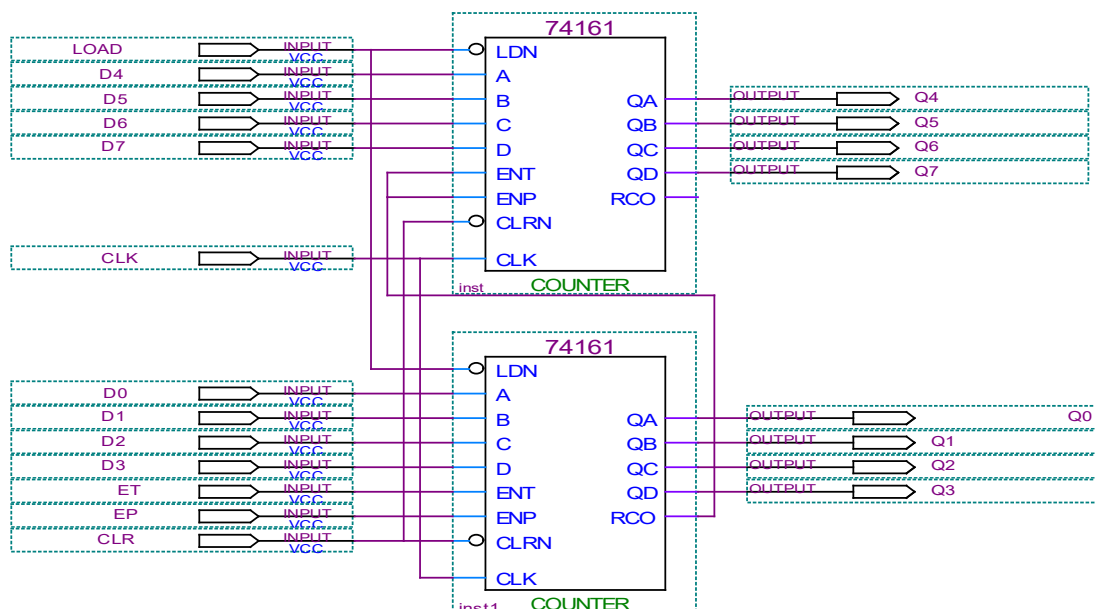 74161
LOAD INPUT VCC LDN
D4 INPUT VCC A
D5 INPUT VCC B QA OUTPUT Q4
D6 INPUT VCC C QB OUTPUT Q5
D7 INPUT VCC D QC OUTPUT Q6
ENT QD OUTPUT Q7
ENP RCO
CLRN
CLK INPUT VCC CLK
inst COUNTER
74161
LDN
D0 INPUT VCC A
D1 INPUT VCC B QA OUTPUT Q0
D2 INPUT VCC C QB OUTPUT Q1
D3 INPUT VCC D QC OUTPUT Q2
ET INPUT VCC ENT QD OUTPUT Q3
EP INPUT VCC ENP RCO
CLR INPUT VCC CLRN
CLK
inst1 COUNTER